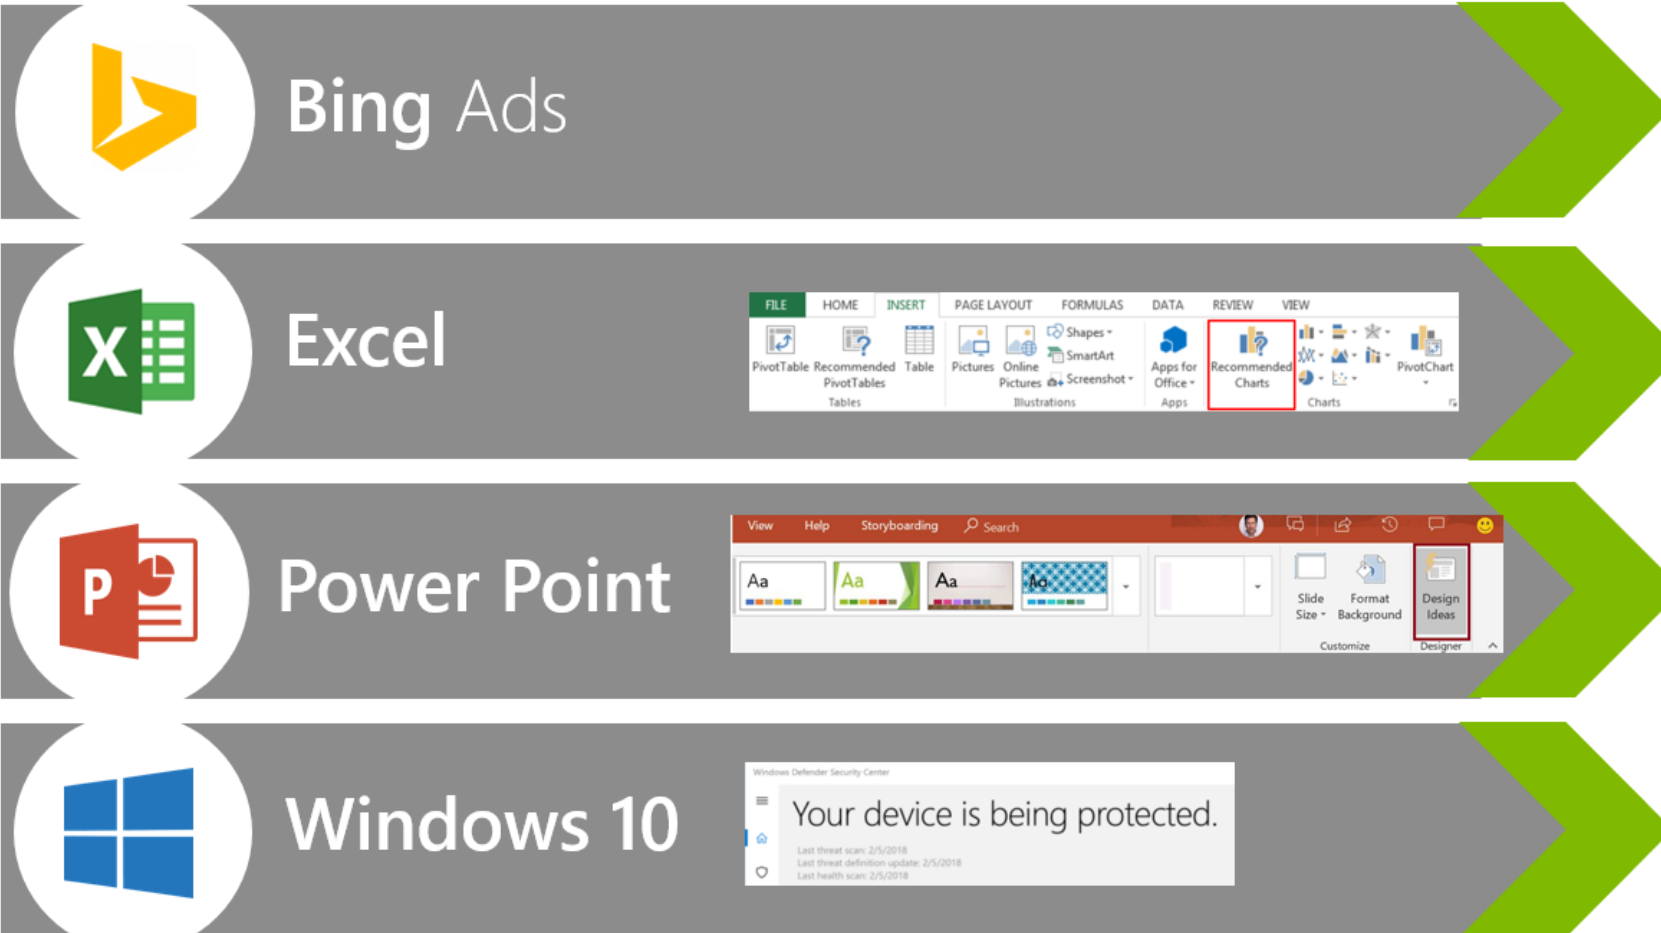 Bing Ads
Excel
FILE HOME INSERT PAGE LAYOUT FORMULAS DATA REVIEW VIEW
PivotTable Recommended PivotTables Table
Tables
Pictures Online Pictures Shapes SmartArt Screenshot
Illustrations
Apps for Office
Apps
Recommended Charts
PivotChart
Charts
Power Point
View Help Storyboarding Search
Aa Aa Aa Aa
Slide Size Format Background
Customize
Design Ideas
Designer
Windows 10
Windows Defender Security Center
Your device is being protected.
Last threat scan: 2/5/2018
Last threat definition update: 2/5/2018
Last health scan: 2/5/2018